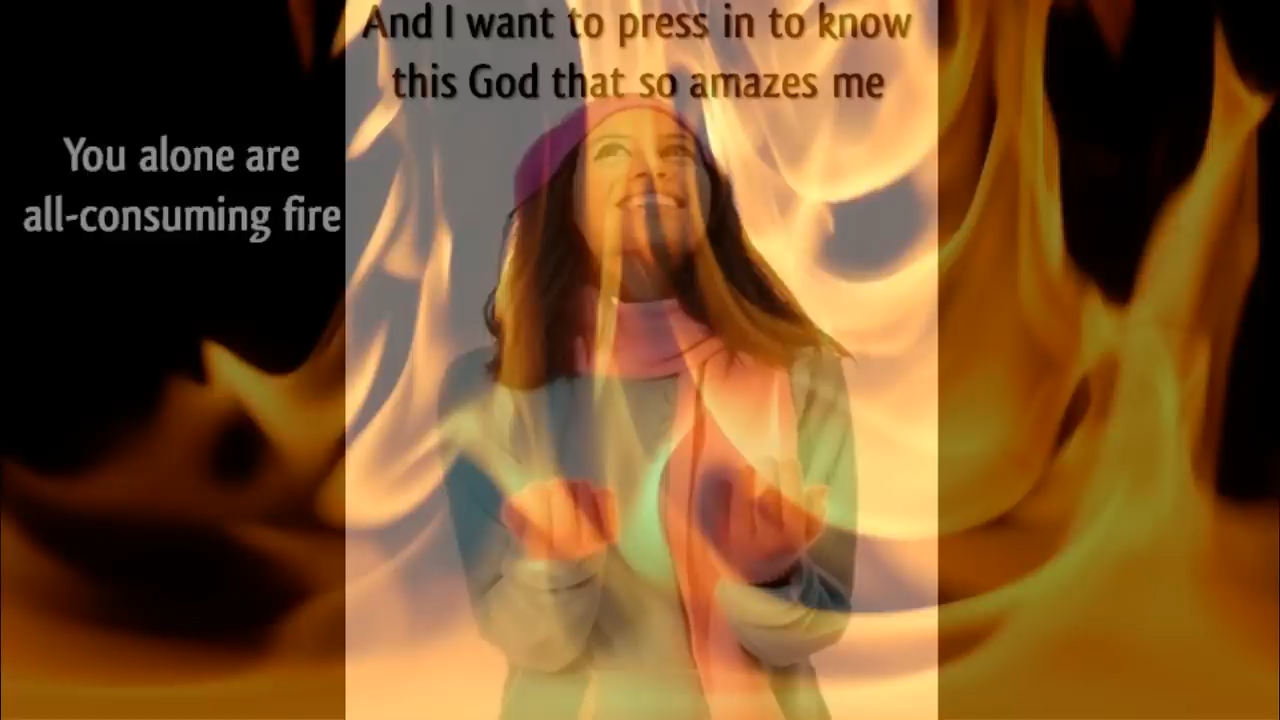 And I want to press in to know
this God that so amazes me
You alone are
all-consuming fire